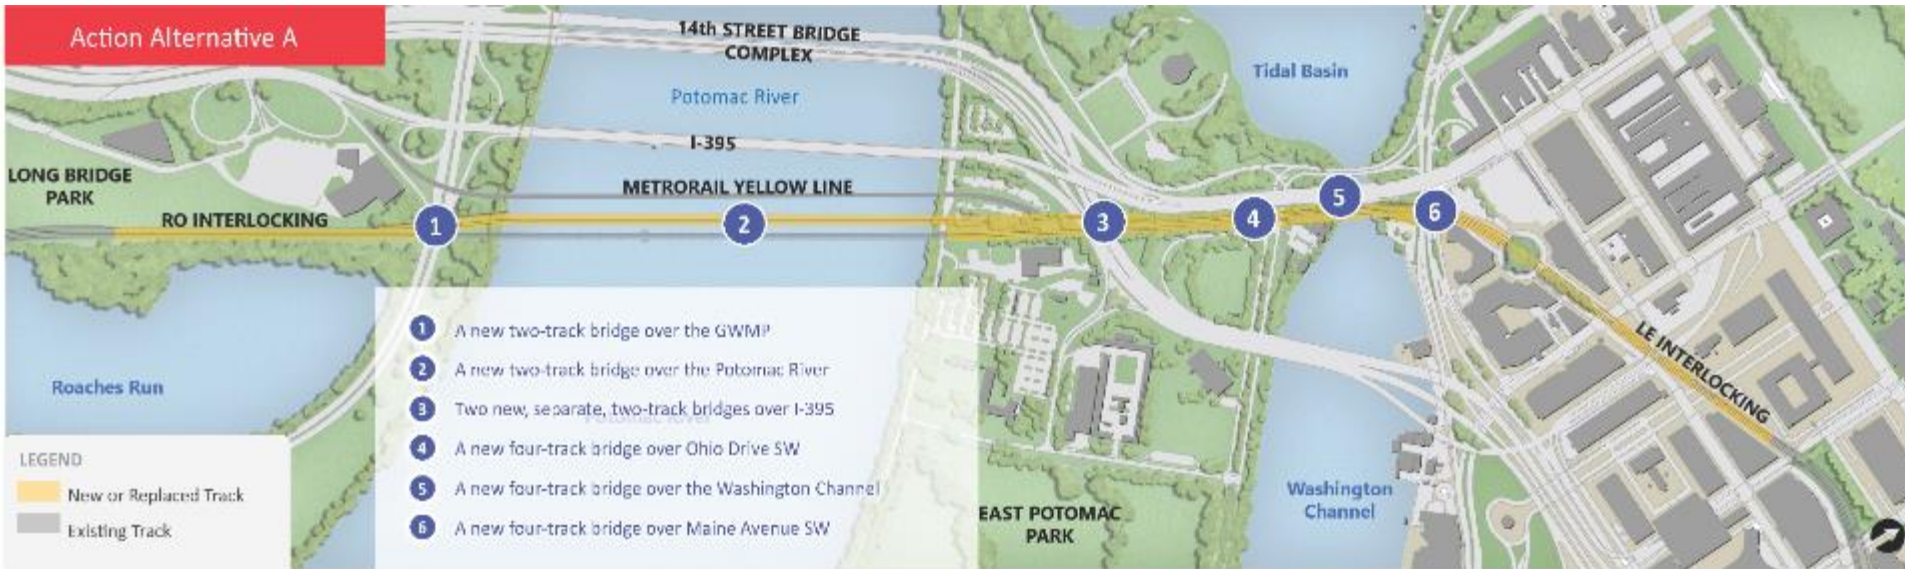 Action Alternative A
14th STREET BRIDGE
COMPLEX
Tidal Basin
Potomac River
I-395
LONG BRIDGE
PARK
METRORAIL YELLOW LINE
RO INTERLOCKING
1
2
3
4
5
6
1 A new two-track bridge over the GWMP
2 A new two-track bridge over the Potomac River
3 Two new, separate, two-track bridges over I-395
Potomac River
4 A new four-track bridge over Ohio Drive SW
5 A new four-track bridge over the Washington Channel
6 A new four-track bridge over Maine Avenue SW
LE INTERLOCKING
Roaches Run
LEGEND
New or Replaced Track
Existing Track
EAST POTOMAC
PARK
Washington
Channel